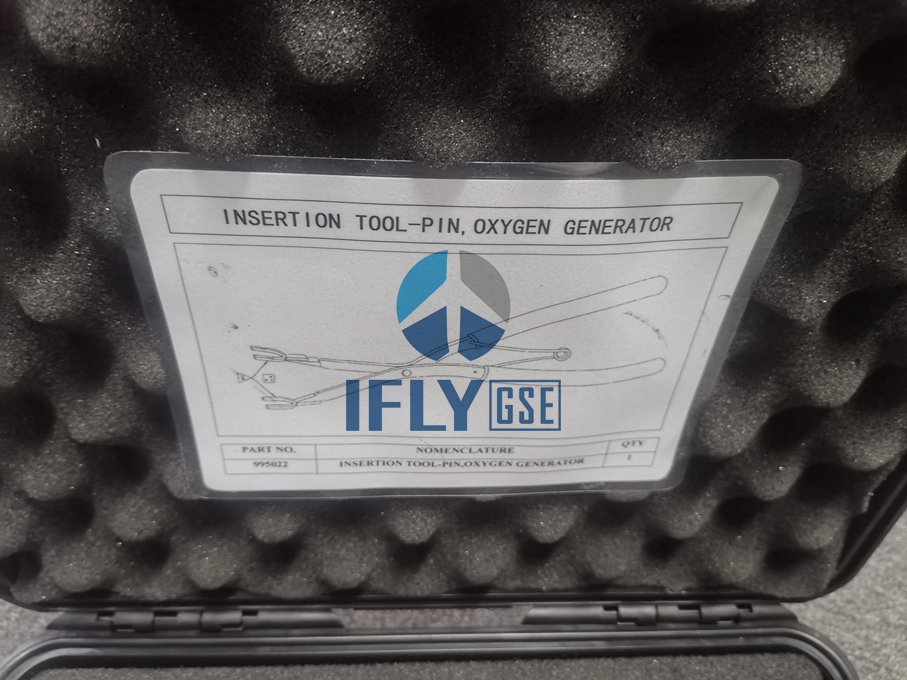 INSERTION TOOL-PIN, OXYGEN GENERATOR
IFLY GSE
PART NO. NOMENCLATURE QTY
995022 INSERTION TOOL-PIN,OXYGEN GENERATOR 1